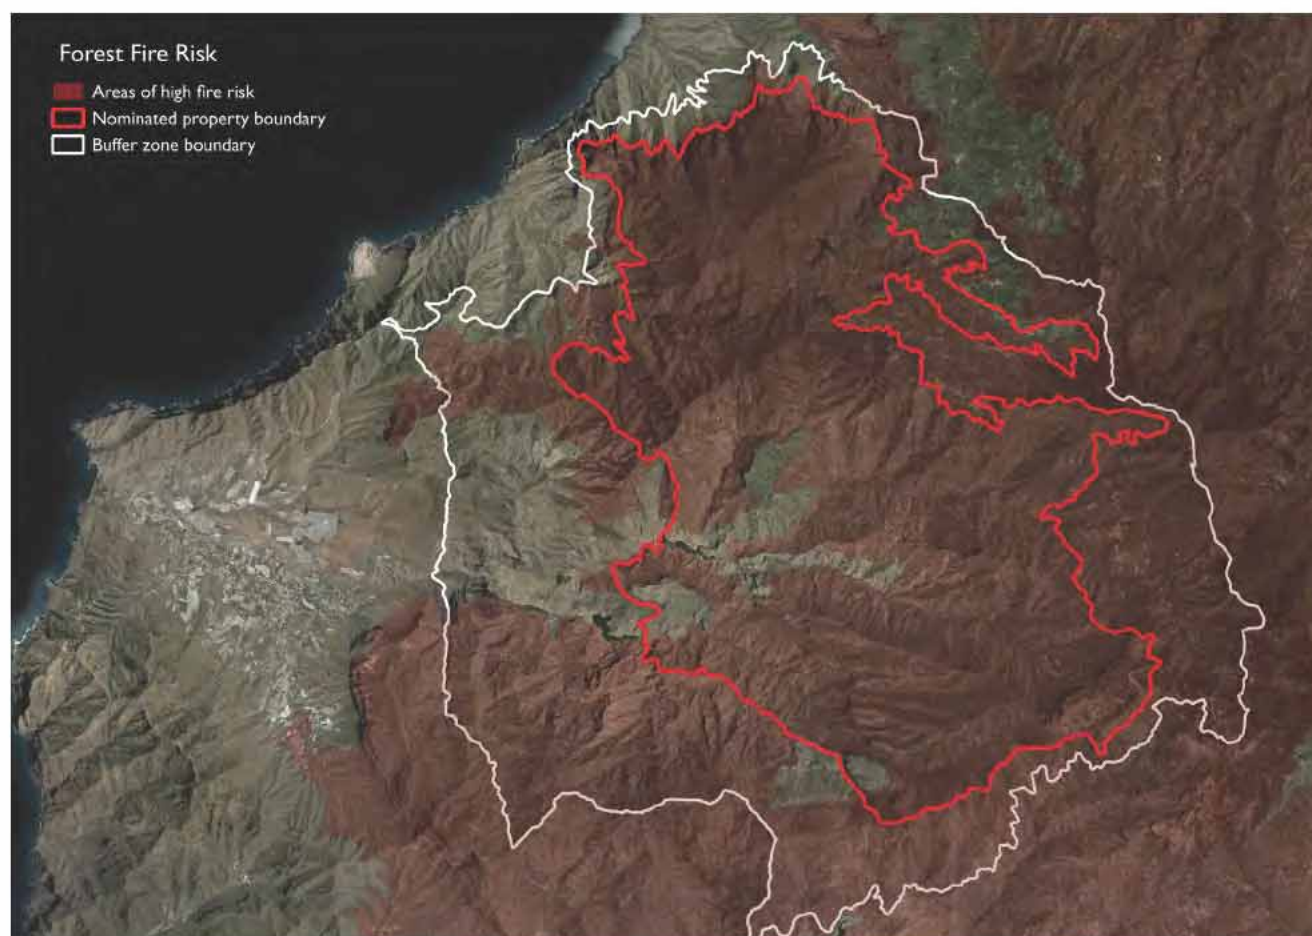 Forest Fire Risk
Areas of high fire risk
Nominated property boundary
Buffer zone boundary